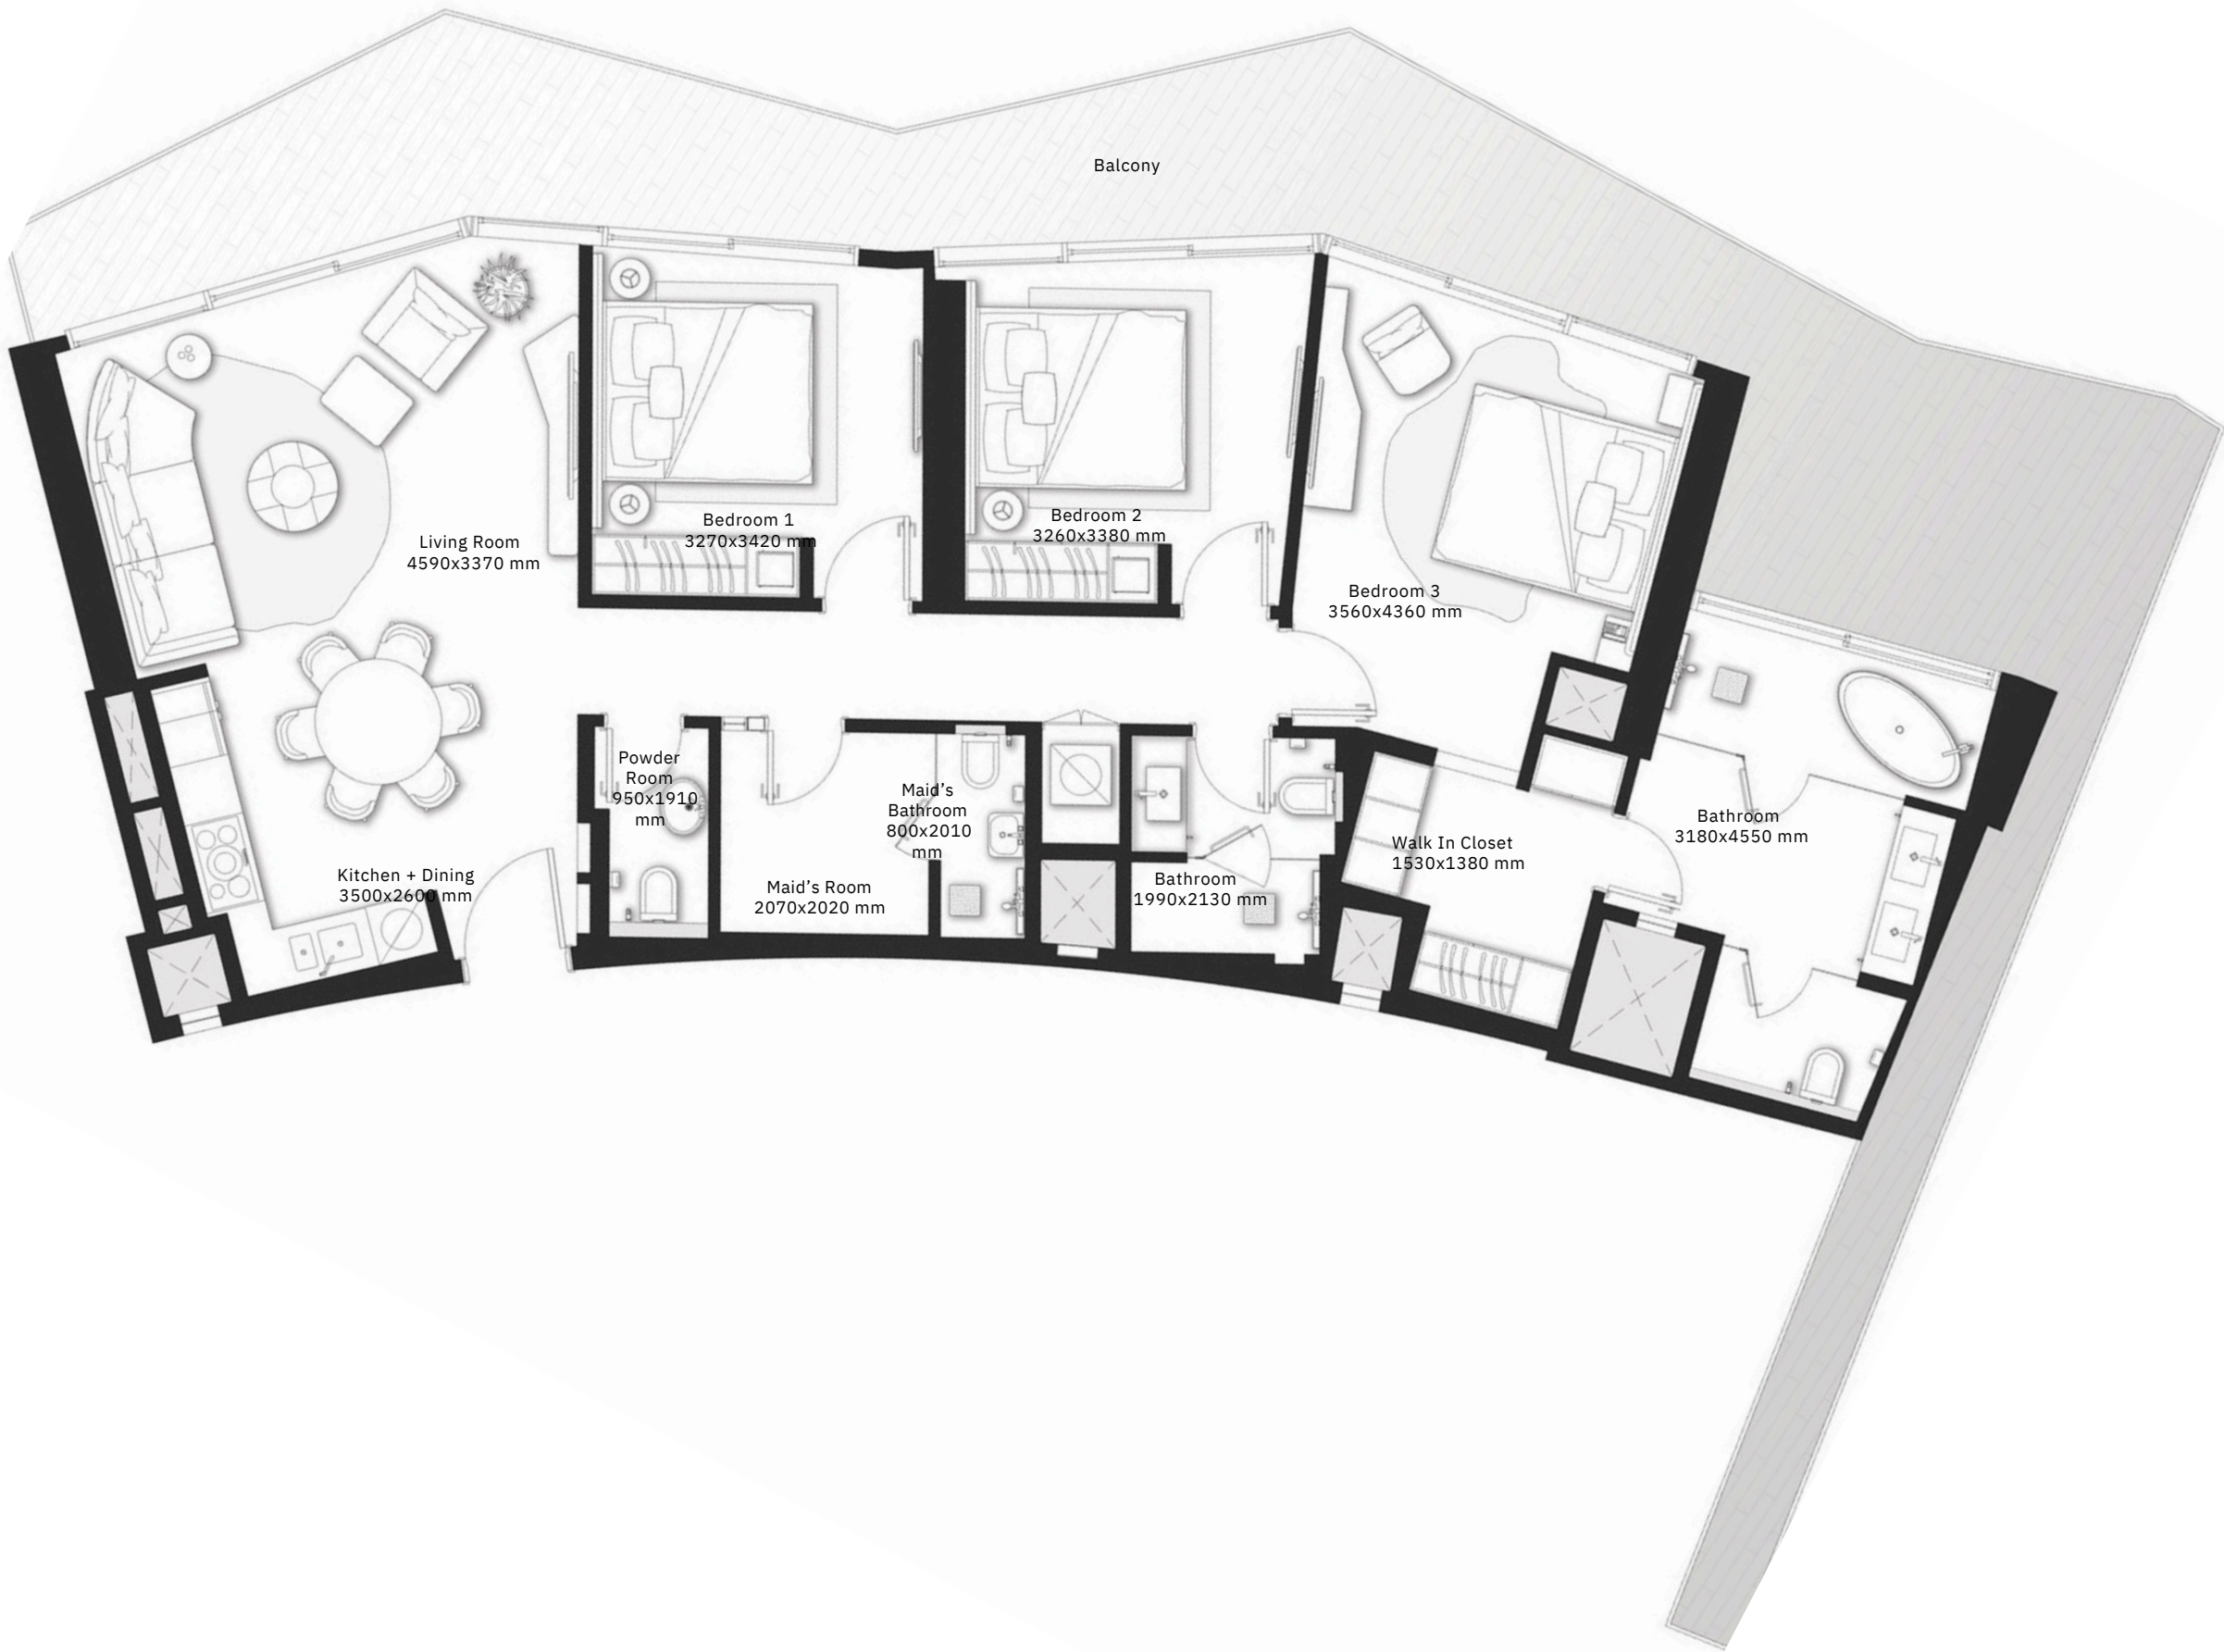 Balcony
Living Room
4590x3370 mm
Bedroom 1
3270x3420 mm
Bedroom 2
3260x3380 mm
Bedroom 3
3560x4360 mm
Kitchen + Dining
3500x2600 mm
Powder
Room
950x1910
mm
Maid's Room
2070x2020 mm
Maid's
Bathroom
800x2010
mm
Bathroom
1990x2130 mm
Walk In Closet
1530x1380 mm
Bathroom
3180x4550 mm